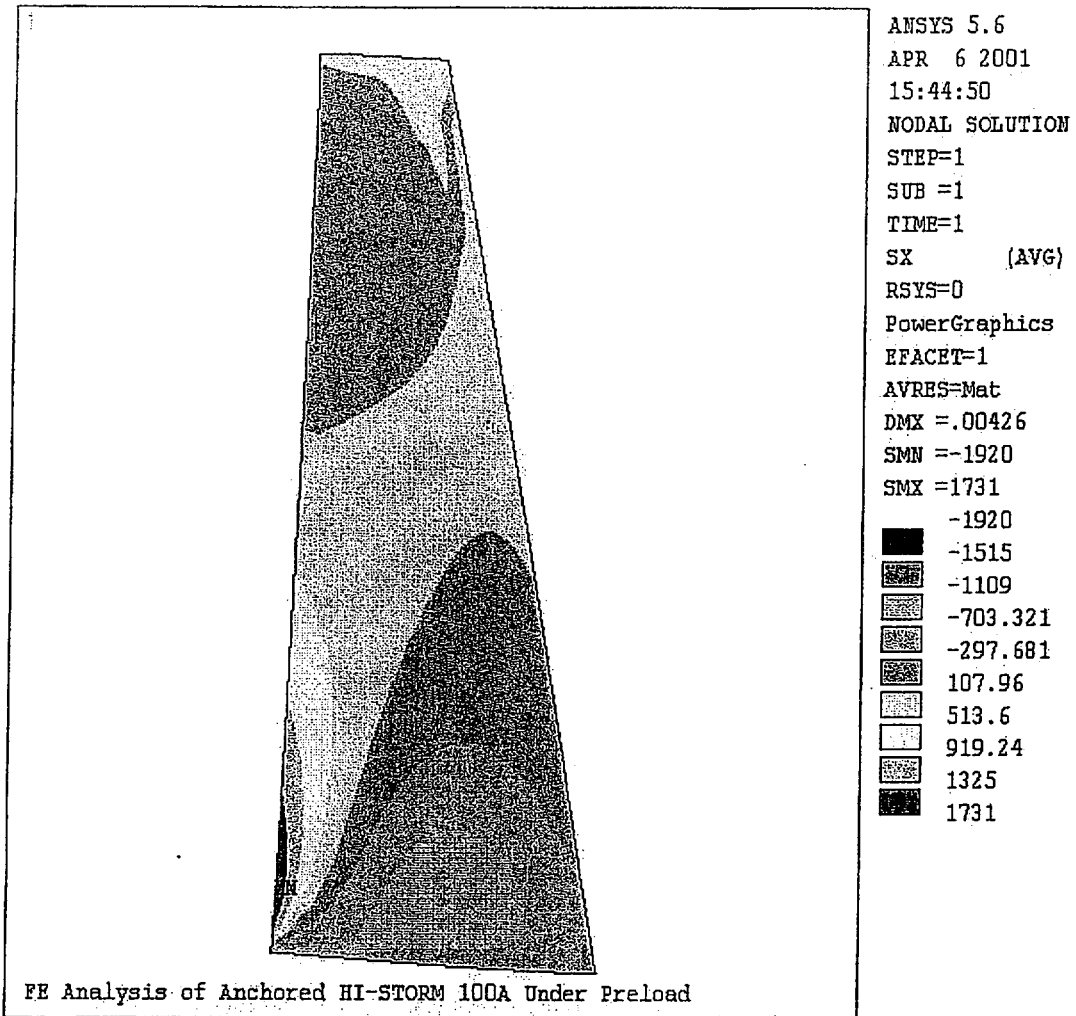 ANSYS 5.6
APR 6 2001
15:44:50
NODAL SOLUTION
STEP=1
SUB =1
TIME=1
SX (AVG)
RSYS=0
PowerGraphics
EFACET=1
AVRES=Mat
DMX =.00426
SMN =-1920
SMX =1731
-1920
-1515
-1109
-703.321
-297.681
107.96
513.6
919.24
1325
1731
FE Analysis of Anchored HI-STORM 100A Under Preload